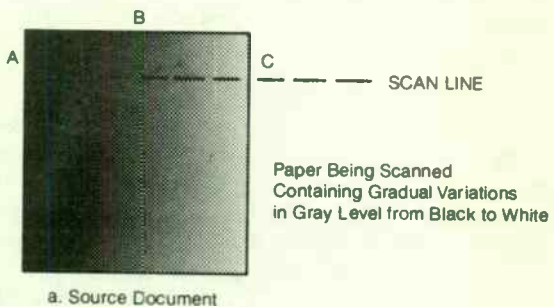 B
A
C
SCAN LINE
Paper Being Scanned
Containing Gradual Variations
in Gray Level from Black to White
a. Source Document